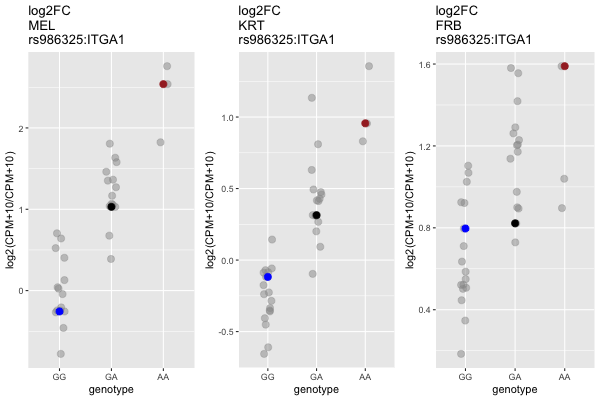 log2FC
MEL
rs986325:ITGA1
log2(CPM+10/CPM+10)
2
1
0
GG
GA
AA
genotype
log2FC
KRT
rs986325:ITGA1
log2(CPM+10/CPM+10)
1.0
0.5
0.0
-0.5
GG
GA
AA
genotype
log2FC
FRB
rs986325:ITGA1
log2(CPM+10/CPM+10)
1.6
1.2
0.8
0.4
GG
GA
AA
genotype